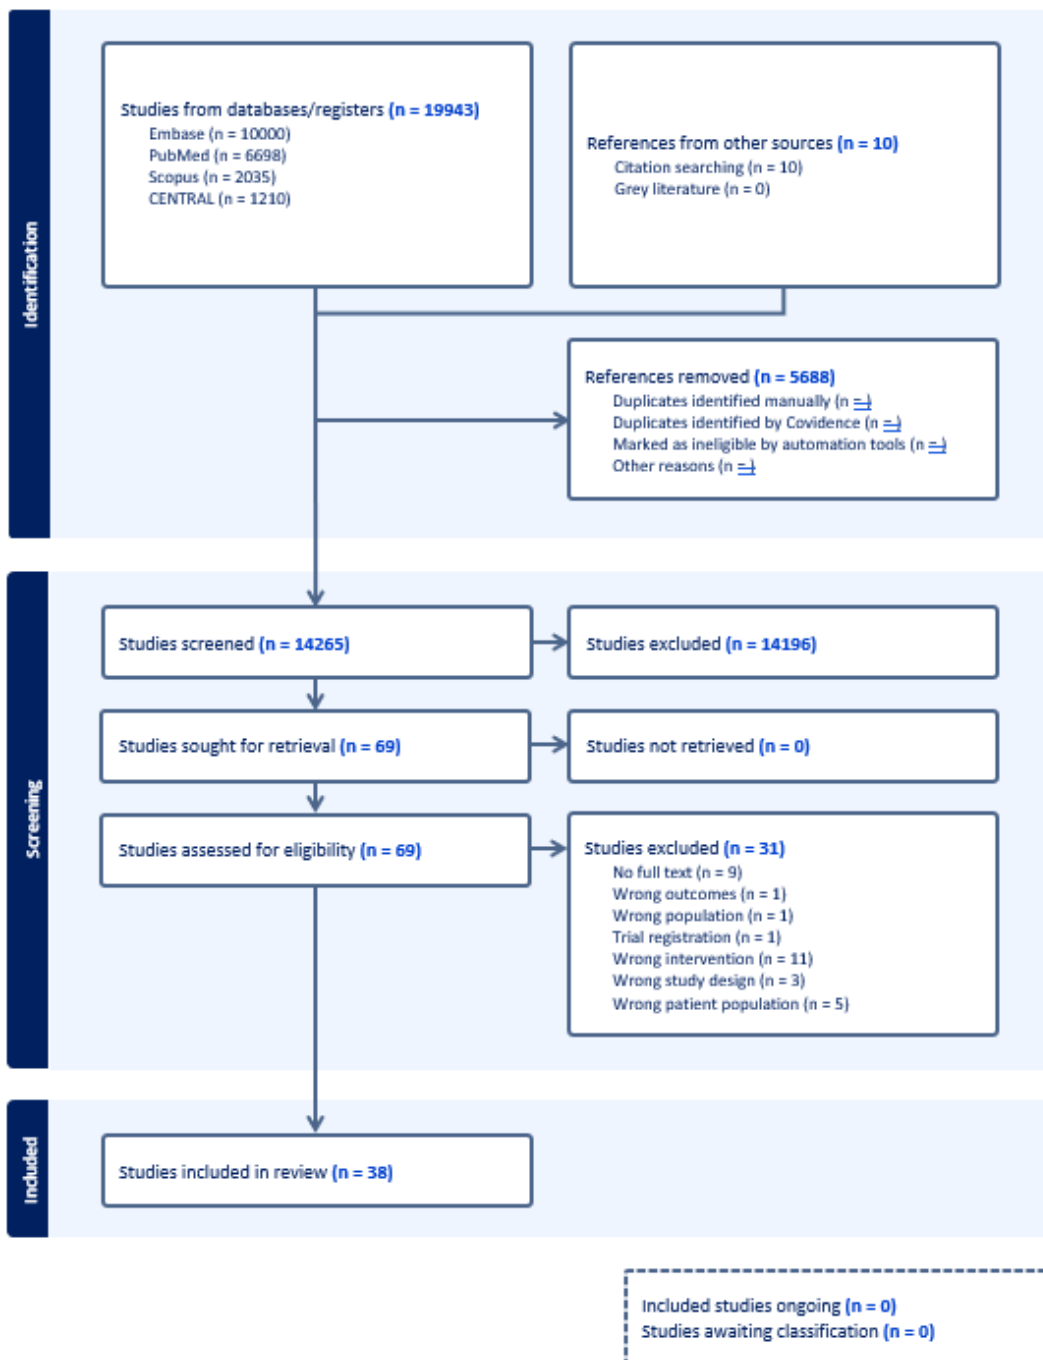 Identification
Studies from databases/registers (n = 19943)
Embase (n = 10000)
PubMed (n = 6698)
Scopus (n = 2035)
CENTRAL (n = 1210)
References from other sources (n = 10)
Citation searching (n = 10)
Grey literature (n = 0)
References removed (n = 5688)
Duplicates identified manually (n = )
Duplicates identified by Covidence (n = )
Marked as ineligible by automation tools (n = )
Other reasons (n = )
Screening
Studies screened (n = 14265)
Studies excluded (n = 14196)
Studies sought for retrieval (n = 69)
Studies not retrieved (n = 0)
Studies assessed for eligibility (n = 69)
Studies excluded (n = 31)
No full text (n = 9)
Wrong outcomes (n = 1)
Wrong population (n = 1)
Trial registration (n = 1)
Wrong intervention (n = 11)
Wrong study design (n = 3)
Wrong patient population (n = 5)
Included
Studies included in review (n = 38)
Included studies ongoing (n = 0)
Studies awaiting classification (n = 0)